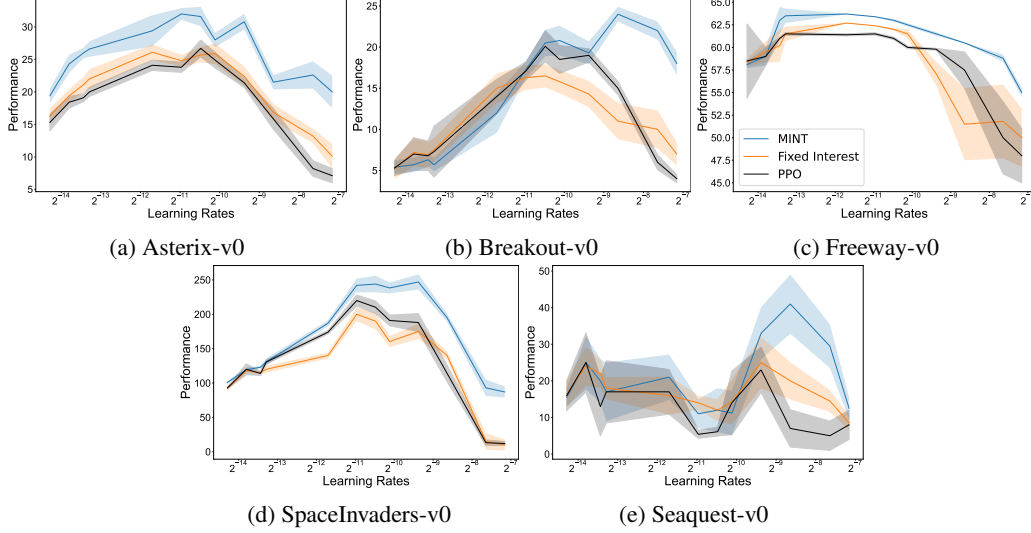 30
25
20
15
10
5
Performance
2⁻¹⁴ 2⁻¹³ 2⁻¹² 2⁻¹¹ 2⁻¹⁰ 2⁻⁹ 2⁻⁸ 2⁻⁷
Learning Rates
(a) Asterix-v0
25
20
15
10
5
Performance
2⁻¹⁴ 2⁻¹³ 2⁻¹² 2⁻¹¹ 2⁻¹⁰ 2⁻⁹ 2⁻⁸ 2⁻⁷
Learning Rates
(b) Breakout-v0
65.0
62.5
60.0
57.5
55.0
52.5
50.0
47.5
45.0
Performance
MINT
Fixed Interest
PPO
2⁻¹⁴ 2⁻¹³ 2⁻¹² 2⁻¹¹ 2⁻¹⁰ 2⁻⁹ 2⁻⁸ 2⁻⁷
Learning Rates
(c) Freeway-v0
250
200
150
100
50
0
Performance
2⁻¹⁴ 2⁻¹³ 2⁻¹² 2⁻¹¹ 2⁻¹⁰ 2⁻⁹ 2⁻⁸ 2⁻⁷
Learning Rates
(d) SpaceInvaders-v0
50
40
30
20
10
0
Performance
2⁻¹⁴ 2⁻¹³ 2⁻¹² 2⁻¹¹ 2⁻¹⁰ 2⁻⁹ 2⁻⁸ 2⁻⁷
Learning Rates
(e) Seaquest-v0